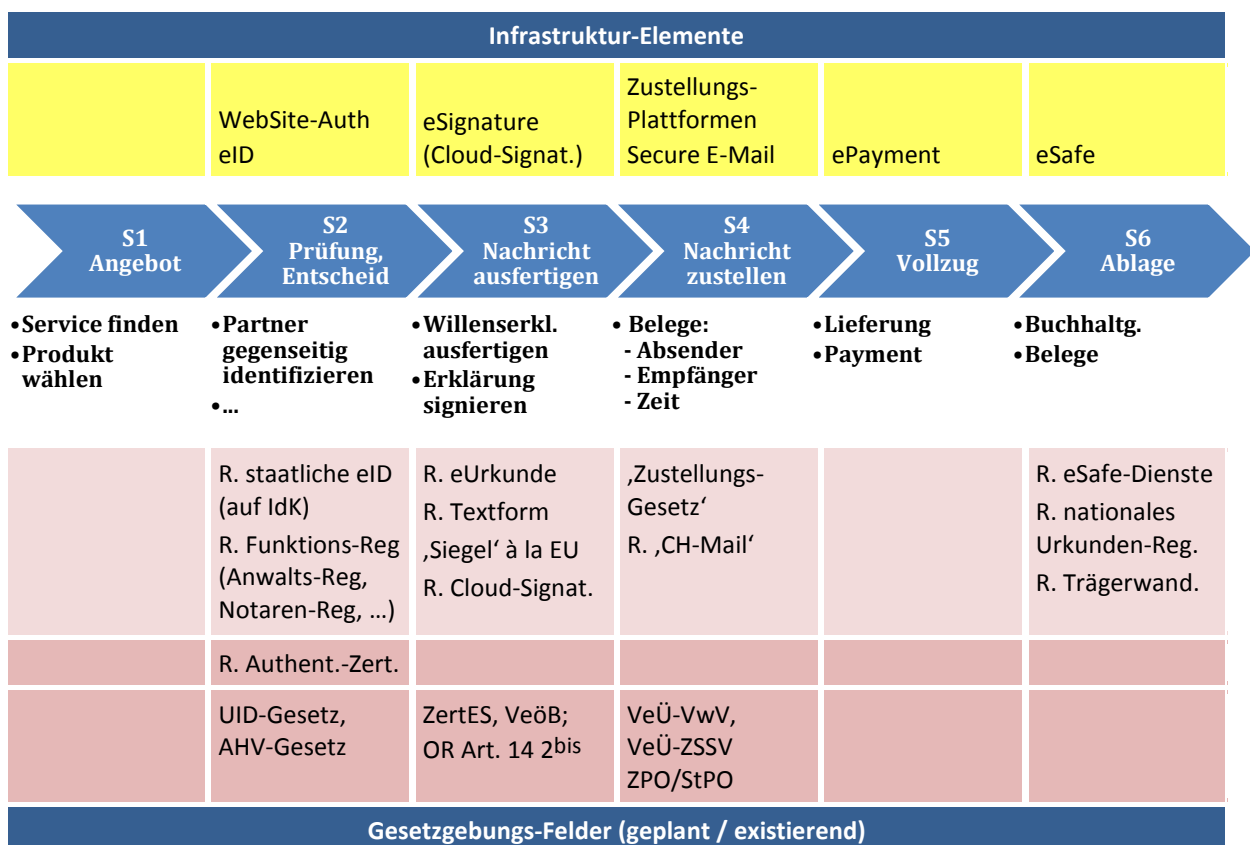 Infrastruktur-Elemente
WebSite-Auth
eID
eSignature
(Cloud-Signat.)
Zustellungs-
Plattformen
Secure E-Mail
ePayment
eSafe
S1
Angebot
S2
Prüfung,
Entscheid
S3
Nachricht
ausfertigen
S4
Nachricht
zustellen
S5
Vollzug
S6
Ablage
•Service finden
•Produkt
wählen
•Partner
gegenseitig
identifizieren
•...
•Willenserkl.
ausfertigen
•Erklärung
signieren
• Belege:
- Absender
- Empfänger
- Zeit
•Lieferung
•Payment
•Buchhaltg.
•Belege
R. staatliche eID
(auf IdK)
R. Funktions-Reg
(Anwalts-Reg,
Notaren-Reg, …)
R. eUrkunde
R. Textform
‚Siegel‘ à la EU
R. Cloud-Signat.
‚Zustellungs-
Gesetz‘
R. ‚CH-Mail‘
R. eSafe-Dienste
R. nationales
Urkunden-Reg.
R. Trägerwand.
R. Authent.-Zert.
UID-Gesetz,
AHV-Gesetz
ZertES, VeöB;
OR Art. 14 2bis
VeÜ-VwV,
VeÜ-ZSSV
ZPO/StPO
Gesetzgebungs-Felder (geplant / existierend)